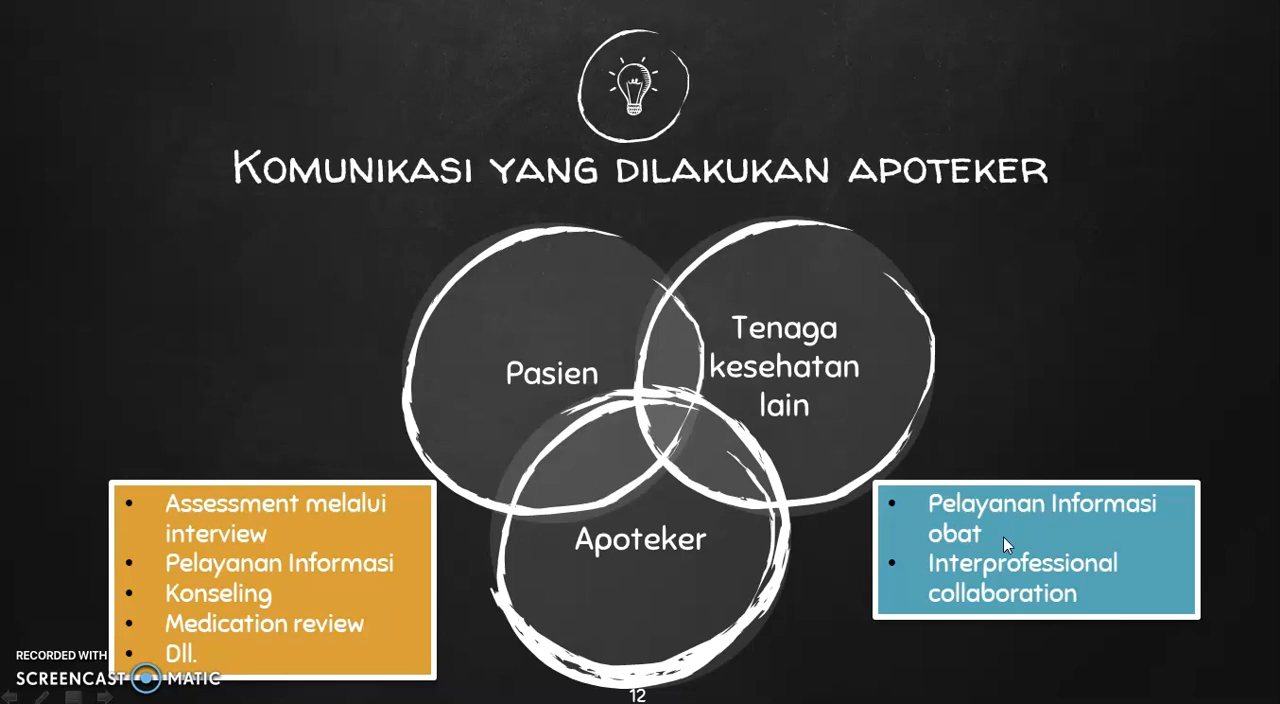 KOMUNIKASI YANG DILAKUKAN APOTEKER
Pasien
Tenaga
kesehatan
lain
Apoteker
• Assessment melalui
interview
• Pelayanan Informasi
• Konseling
• Medication review
• Dll.
• Pelayanan Informasi
obat
• Interprofessional
collaboration
RECORDED WITH
SCREENCAST MATIC
12